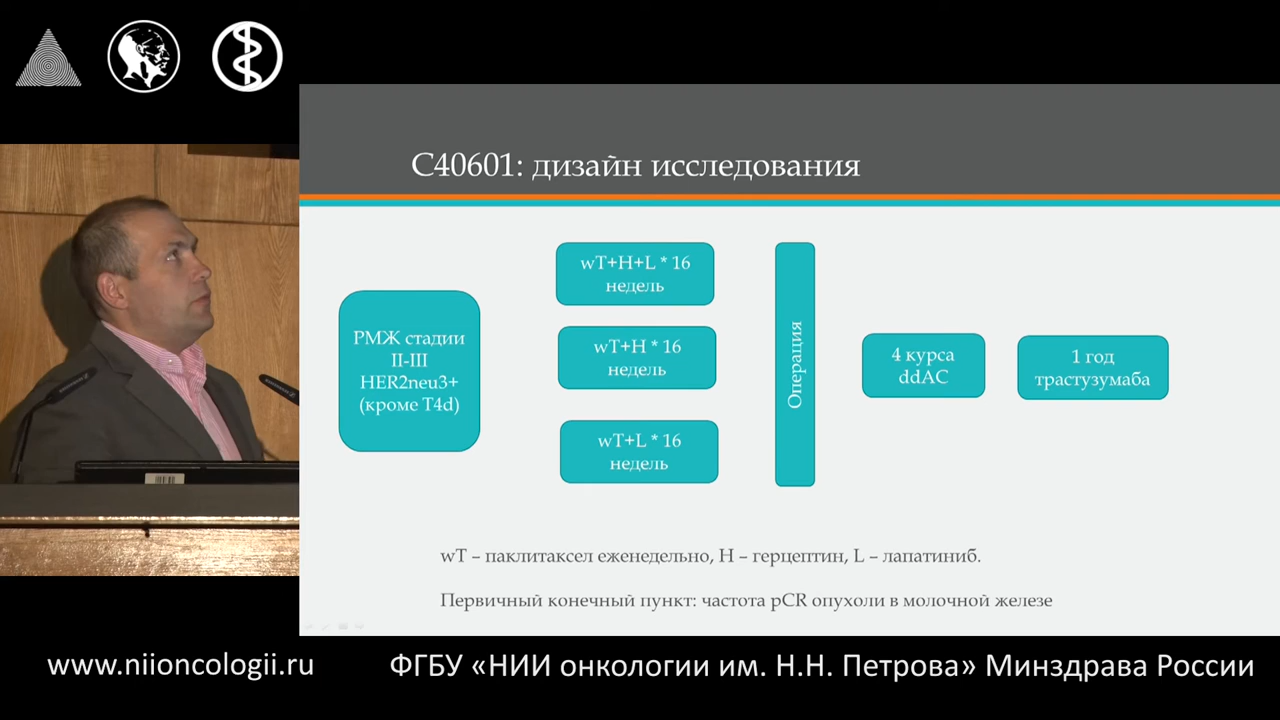 C40601: дизайн исследования
РМЖ стадии
II-III
HER2neu3+
(кроме T4d)
wT+H+L * 16
недель
wT+H * 16
недель
wT+L * 16
недель
Операция
4 курса
ddAC
1 год
трастузумаба
wT – паклитаксел еженедельно, H – герцептин, L – лапатиниб.
Первичный конечный пункт: частота pCR опухоли в молочной железе
www.niioncologii.ru
ФГБУ «НИИ онкологии им. Н.Н. Петрова» Минздрава России